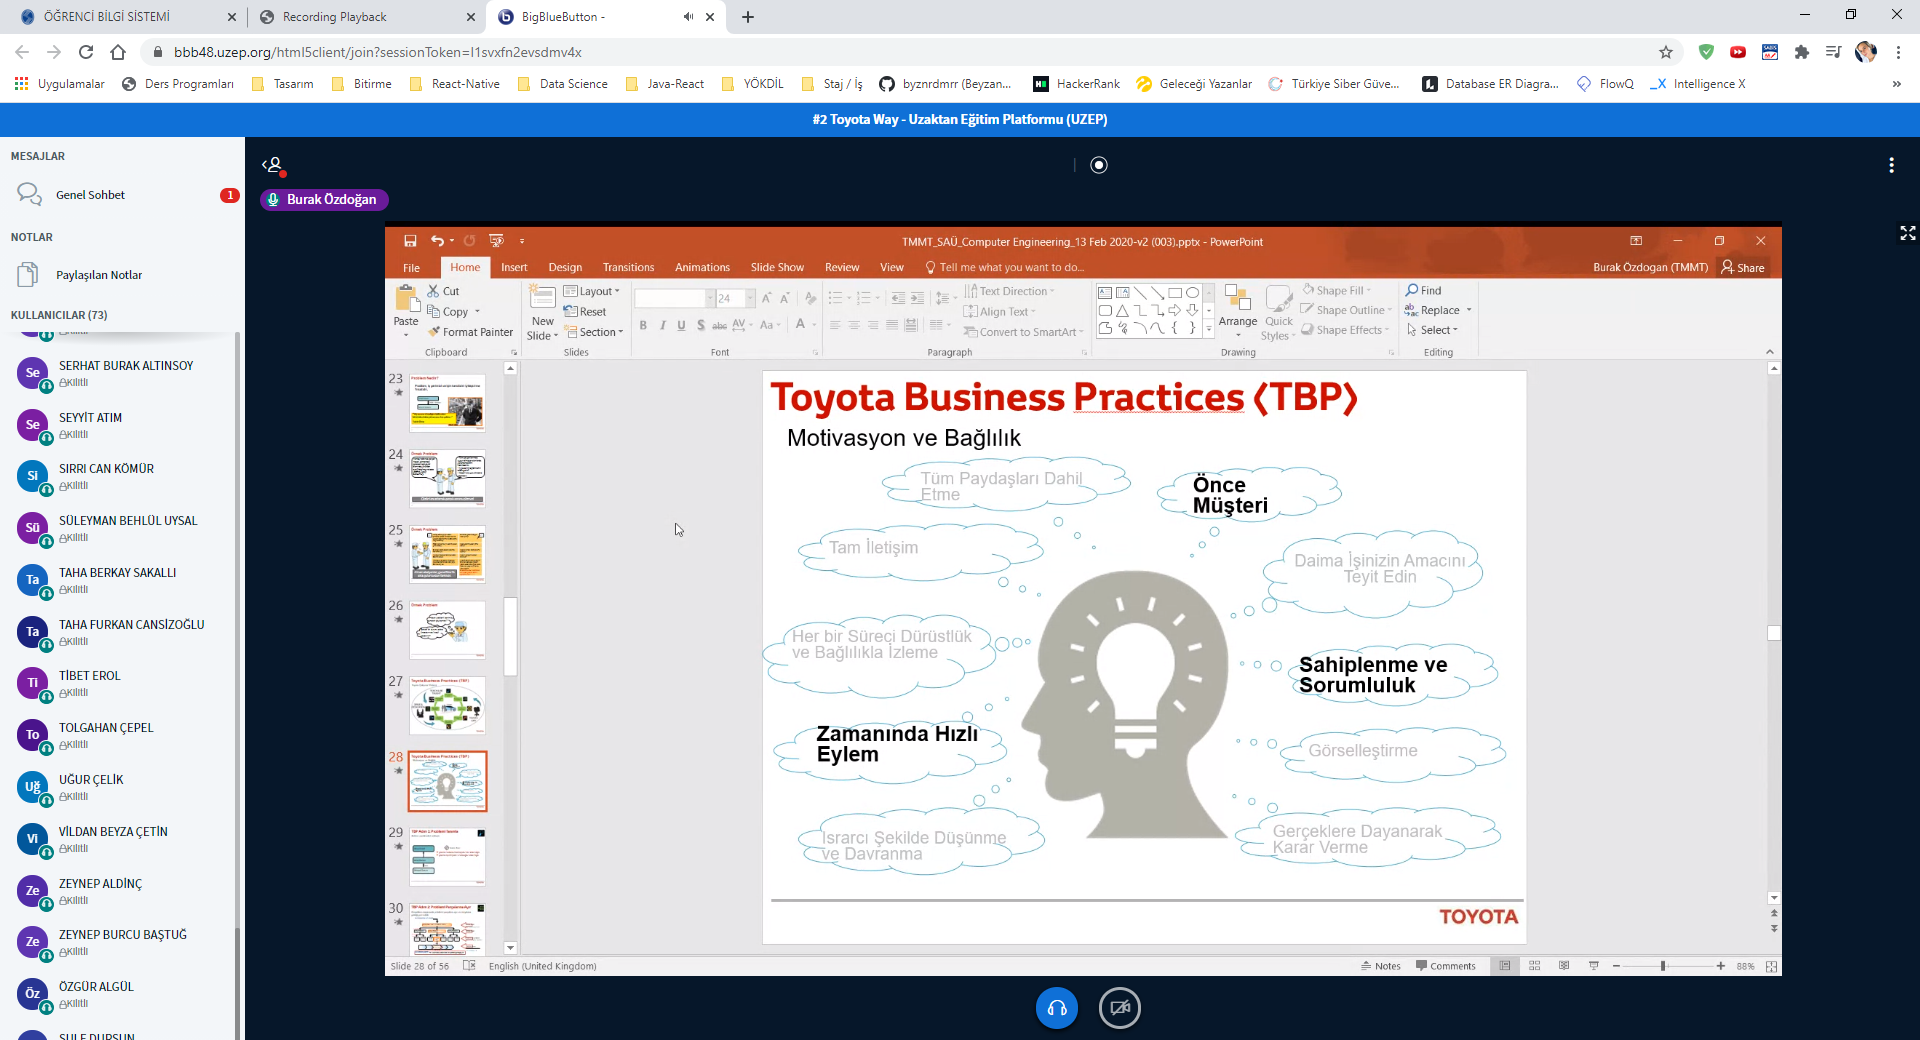 ÖĞRENCİ BİLGİ SİSTEMİ
Recording Playback
BigBlueButton -
bbb48.uzep.org/html5client/join?sessionToken=l1svxfn2evsdmv4x
Uygulamalar
Ders Programları
Tasarım
Bitirme
React-Native
Data Science
Java-React
YÖKDİL
Staj / İş
byznrdmrr (Beyzan...
HackerRank
Geleceği Yazanlar
Türkiye Siber Güve...
Database ER Diagra...
FlowQ
Intelligence X
#2 Toyota Way - Uzaktan Eğitim Platformu (UZEP)
MESAJLAR
Genel Sohbet
1
NOTLAR
Paylaşılan Notlar
KULLANICILAR (73)
Se
SERHAT BURAK ALTINSOY
Kilitli
Se
SEYYİT ATIM
Kilitli
Si
SIRRI CAN KÖMÜR
Kilitli
Sü
SÜLEYMAN BEHLÜL UYSAL
Kilitli
Ta
TAHA BERKAY SAKALLI
Kilitli
Ta
TAHA FURKAN CANSİZOĞLU
Kilitli
Ti
TİBET EROL
Kilitli
To
TOLGAHAN ÇEPEL
Kilitli
Uğ
UĞUR ÇELİK
Kilitli
Vi
VİLDAN BEYZA ÇETİN
Kilitli
Ze
ZEYNEP ALDİNÇ
Kilitli
Ze
ZEYNEP BURCU BAŞTUĞ
Kilitli
Öz
ÖZGÜR ALGÜL
Kilitli
ŞULE DURSUN
Burak Özdoğan
TMMT_SAÜ_Computer Engineering_13 Feb 2020-v2 (003).pptx - PowerPoint
File
Home
Insert
Design
Transitions
Animations
Slide Show
Review
View
Tell me what you want to do...
Burak Özdogan (TMMT)
Share
Paste
Cut
Copy
Format Painter
Clipboard
New
Slide
Layout
Reset
Section
Slides
24
B I U S abc AV Aa A
Font
Text Direction
Align Text
Convert to SmartArt
Paragraph
Arrange
Quick
Styles
Shape Fill
Shape Outline
Shape Effects
Drawing
Find
Replace
Select
Editing
23
24
25
26
27
28
29
30
Toyota Business Practices (TBP)
Motivasyon ve Bağlılık
Tüm Paydaşları Dahil
Etme
Önce
Müşteri
Tam İletişim
Daima İşinizin Amacını
Teyit Edin
Her bir Süreci Dürüstlük
ve Bağlılıkla İzleme
Sahiplenme ve
Sorumluluk
Zamanında Hızlı
Eylem
Görselleştirme
Israrcı Şekilde Düşünme
ve Davranma
Gerçeklere Dayanarak
Karar Verme
TOYOTA
Slide 28 of 56
English (United Kingdom)
Notes
Comments
88%